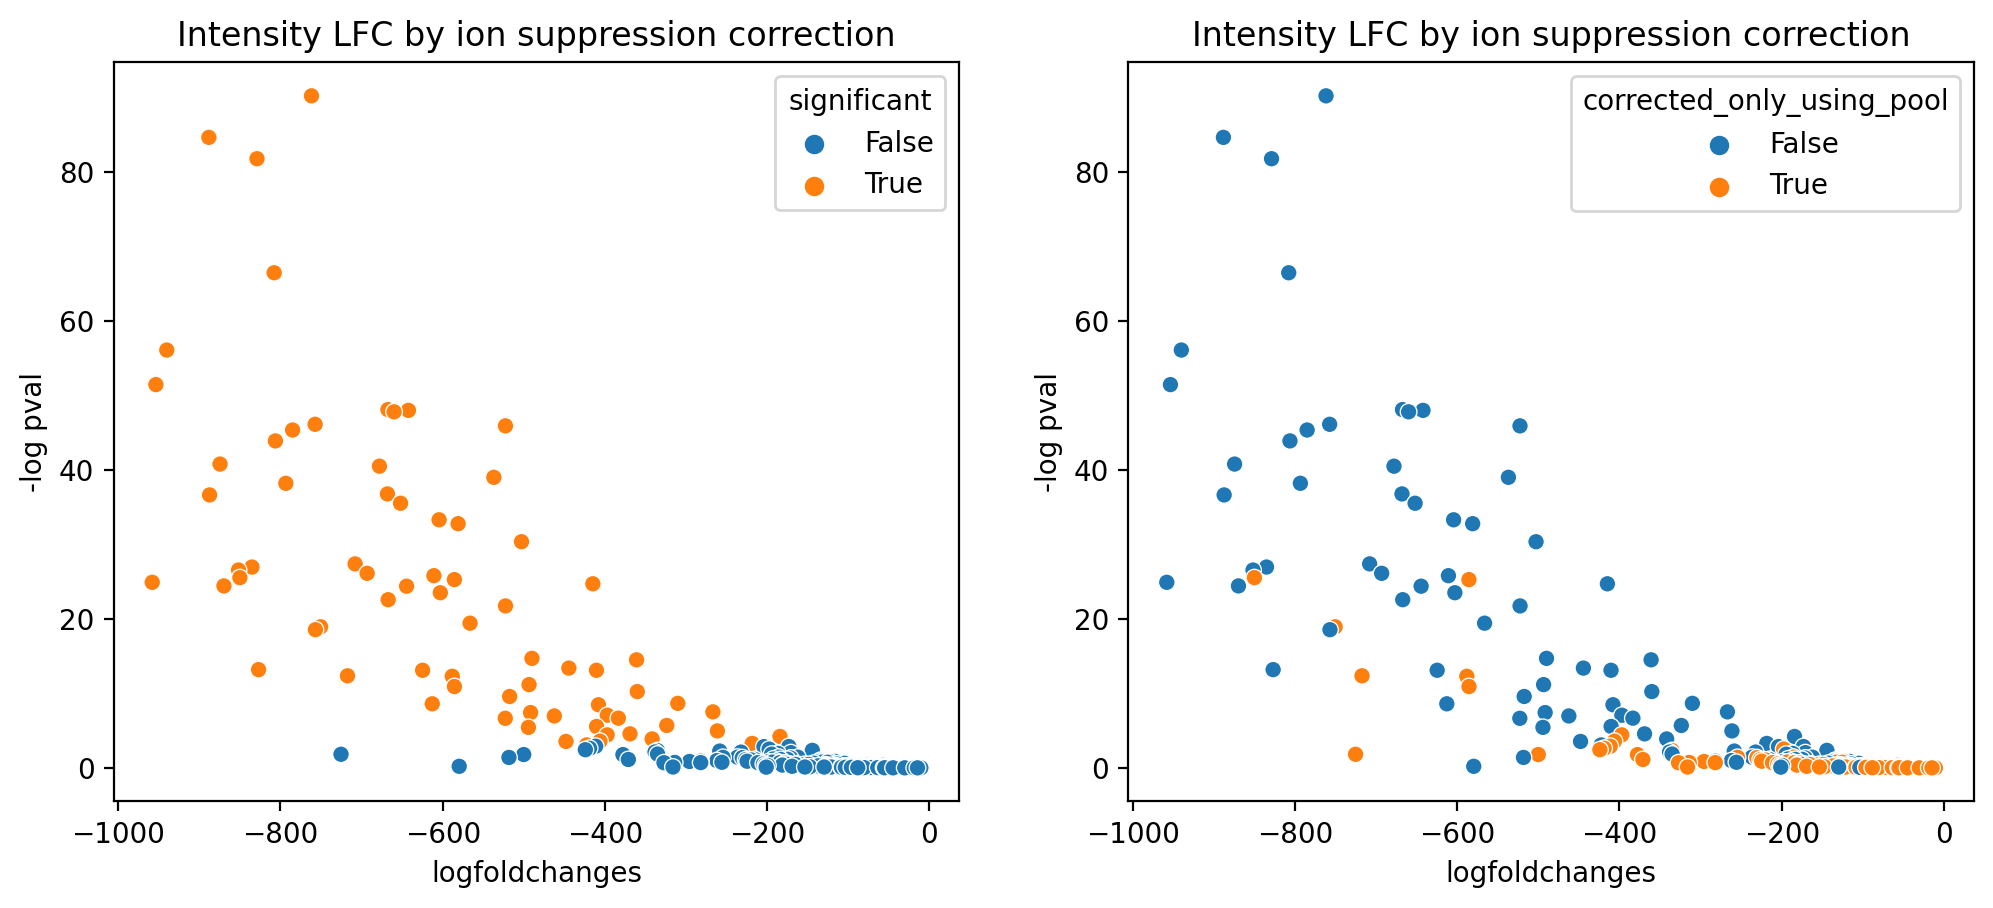 Intensity LFC by ion suppression correction
significant
False
True
80
60
40
20
0
-log pval
−1000
−800
−600
−400
−200
0
logfoldchanges
Intensity LFC by ion suppression correction
corrected_only_using_pool
False
True
80
60
40
20
0
-log pval
−1000
−800
−600
−400
−200
0
logfoldchanges